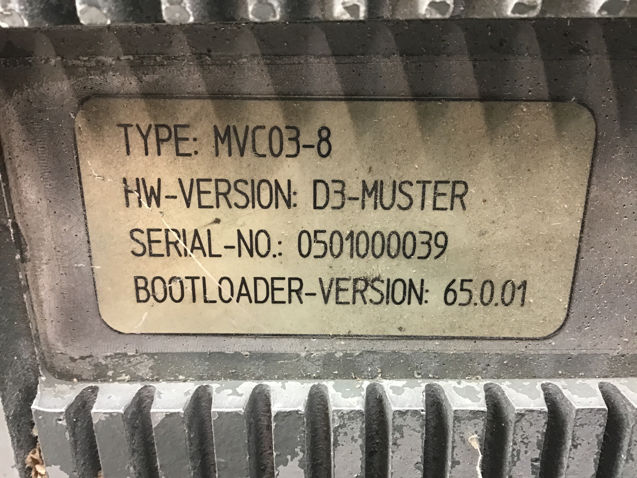 TYPE: MVC03-8
HW-VERSION: D3-MUSTER
SERIAL-NO.: 0501000039
BOOTLOADER-VERSION: 65.0.01